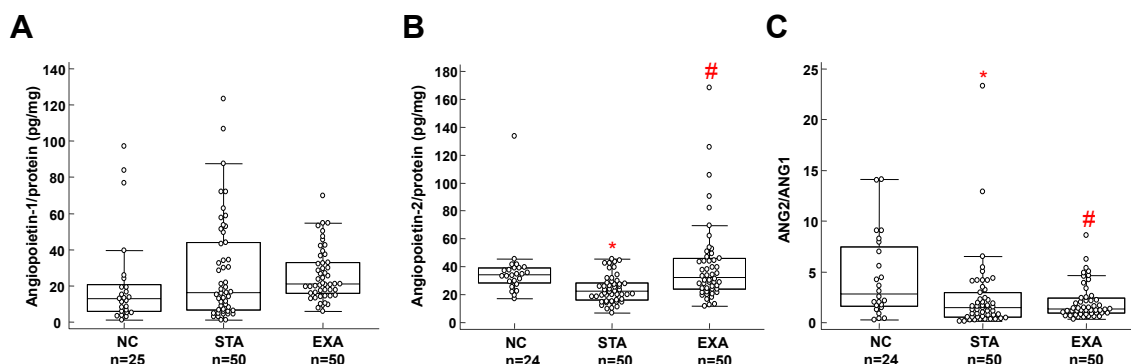 A
B
C
Angiopoietin-1/protein (pg/mg)
140
120
100
80
60
40
20
0
NC
STA
EXA
n=25
n=50
n=50
Angiopoietin-2/protein (pg/mg)
180
160
140
120
100
80
60
40
20
0
*
#
NC
STA
EXA
n=24
n=50
n=50
ANG2/ANG1
25
20
15
10
5
0
*
#
NC
STA
EXA
n=24
n=50
n=50